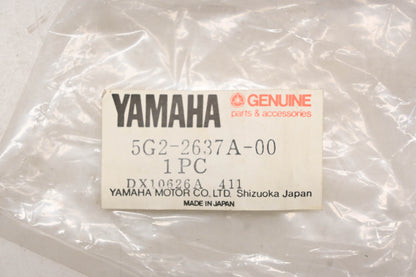 YAMAHA GENUINE
parts & accessories
5G2-2637A-00
1PC
DX10626A 411
YAMAHA MOTOR CO., LTD. Shizuoka Japan
MADE IN JAPAN